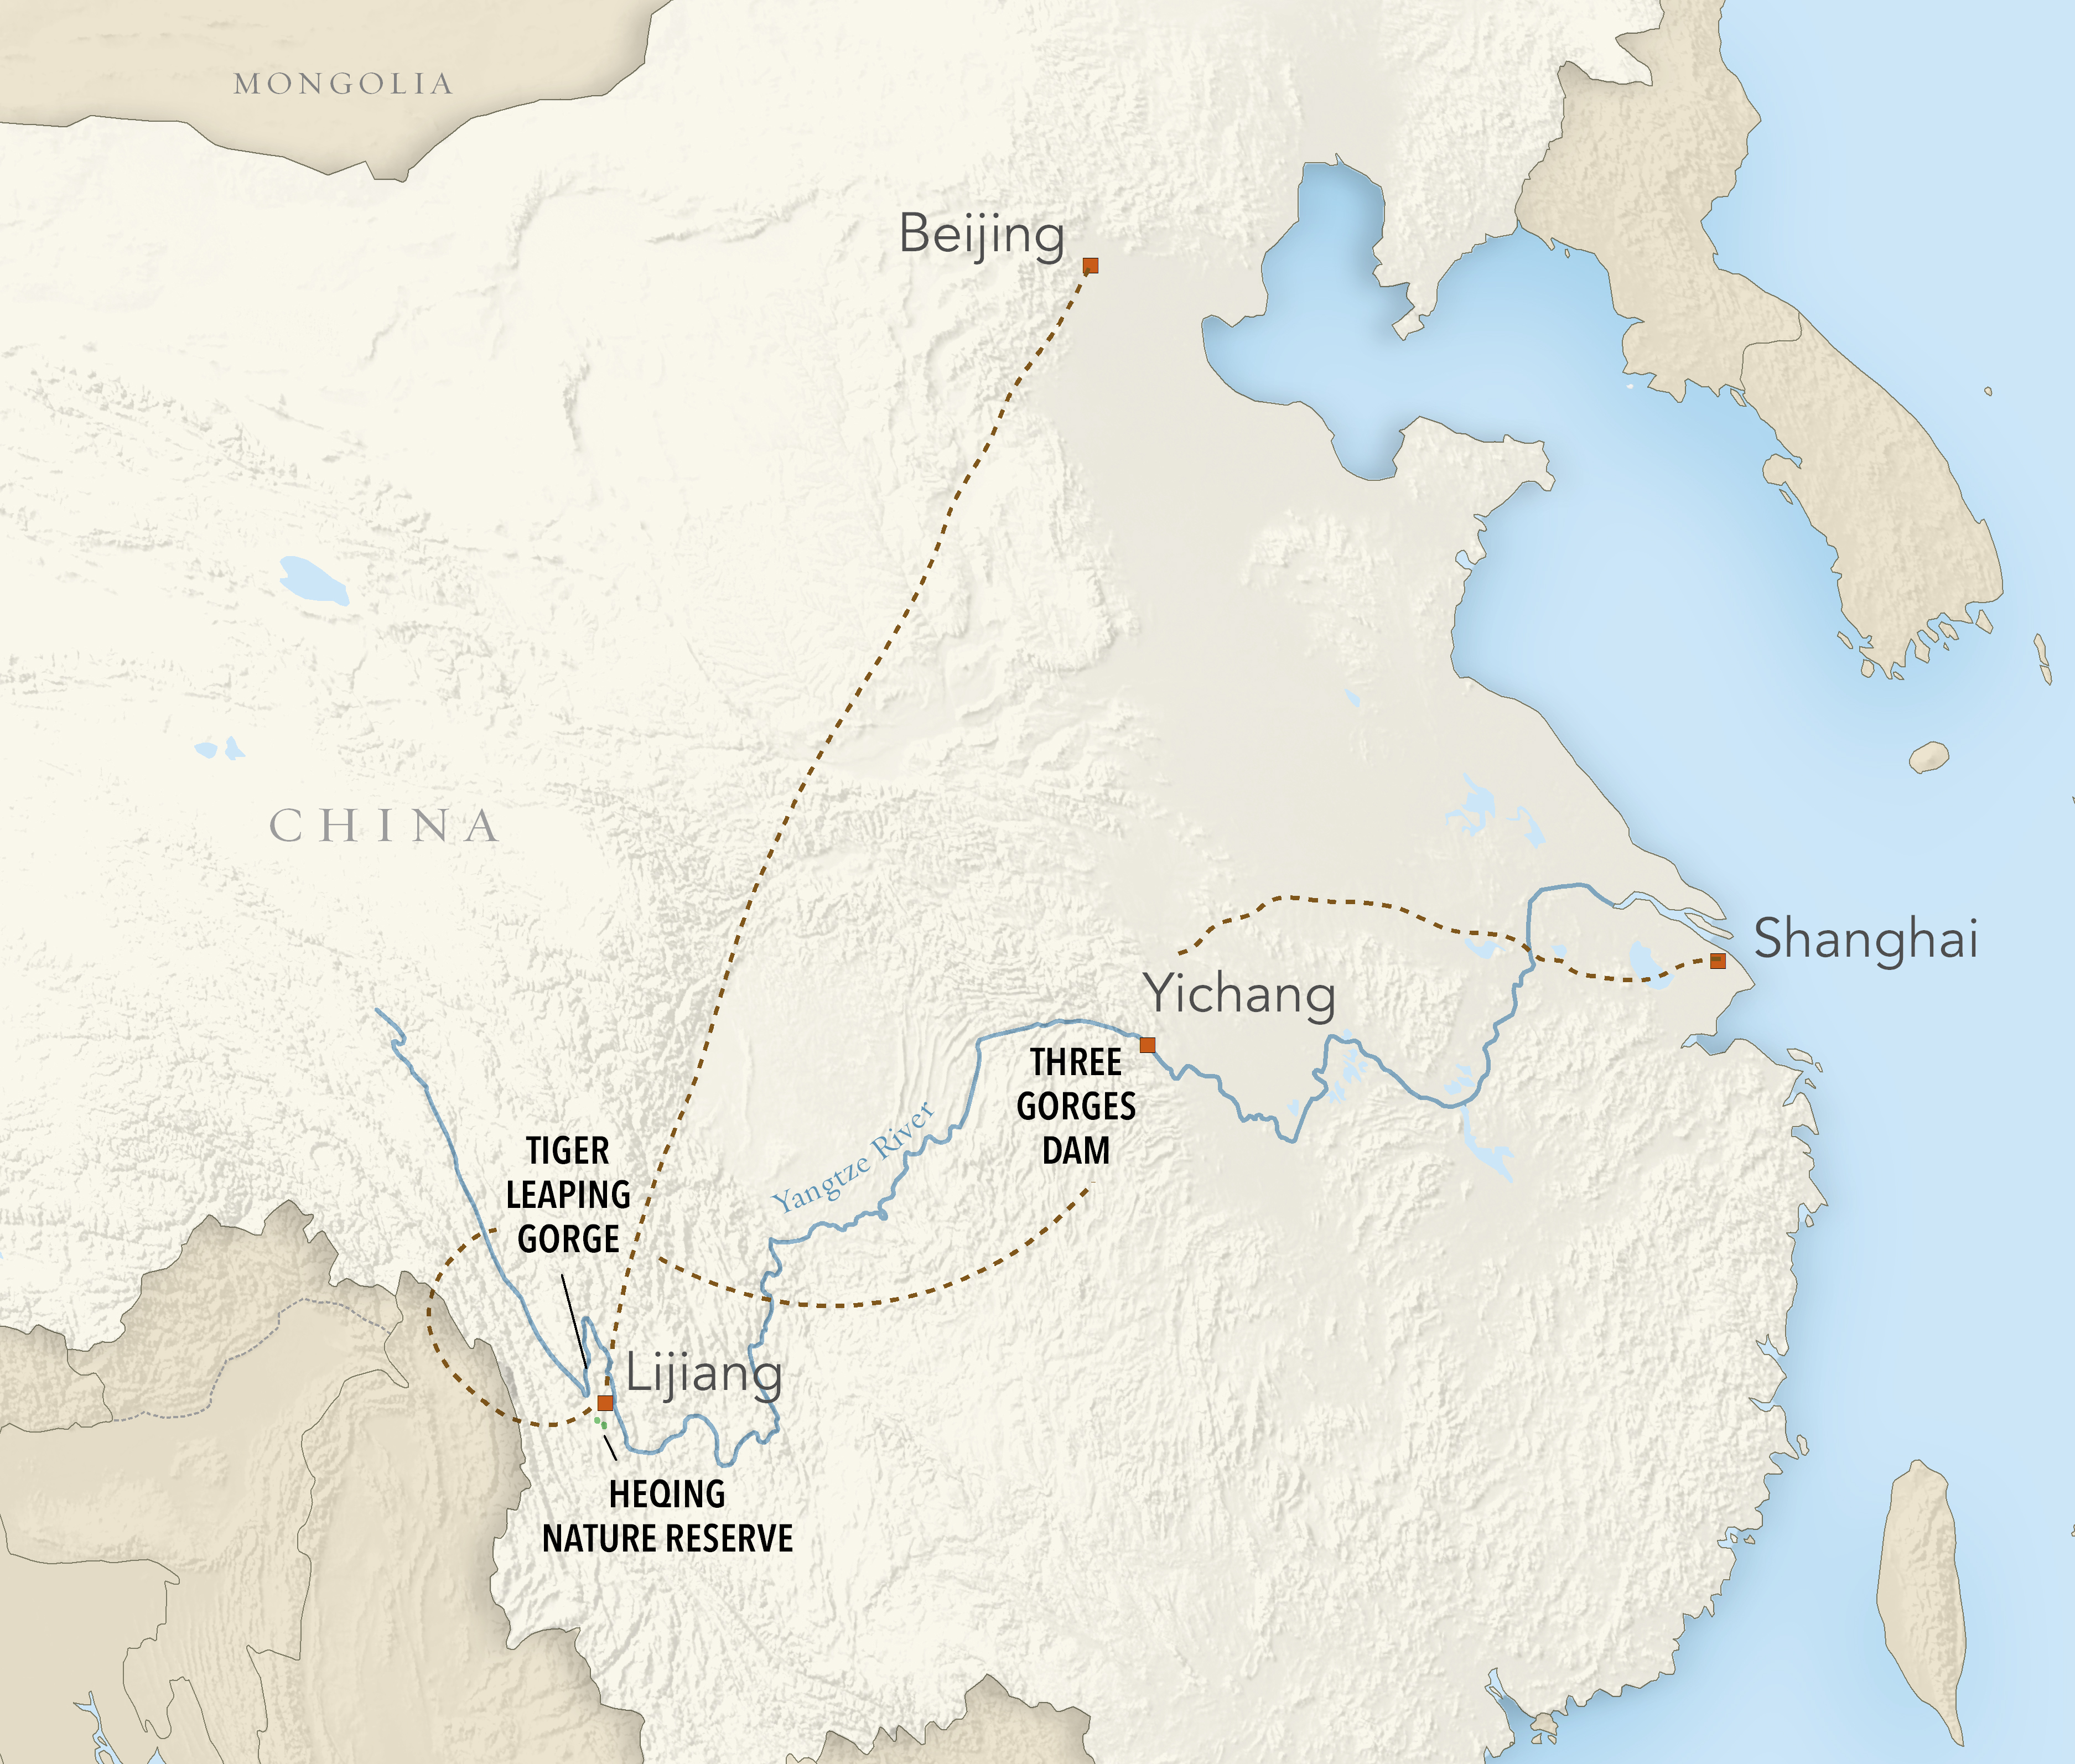 MONGOLIA
Beijing
CHINA
Shanghai
Yichang
THREE
GORGES
DAM
Yangtze River
TIGER
LEAPING
GORGE
Lijiang
HEQING
NATURE RESERVE